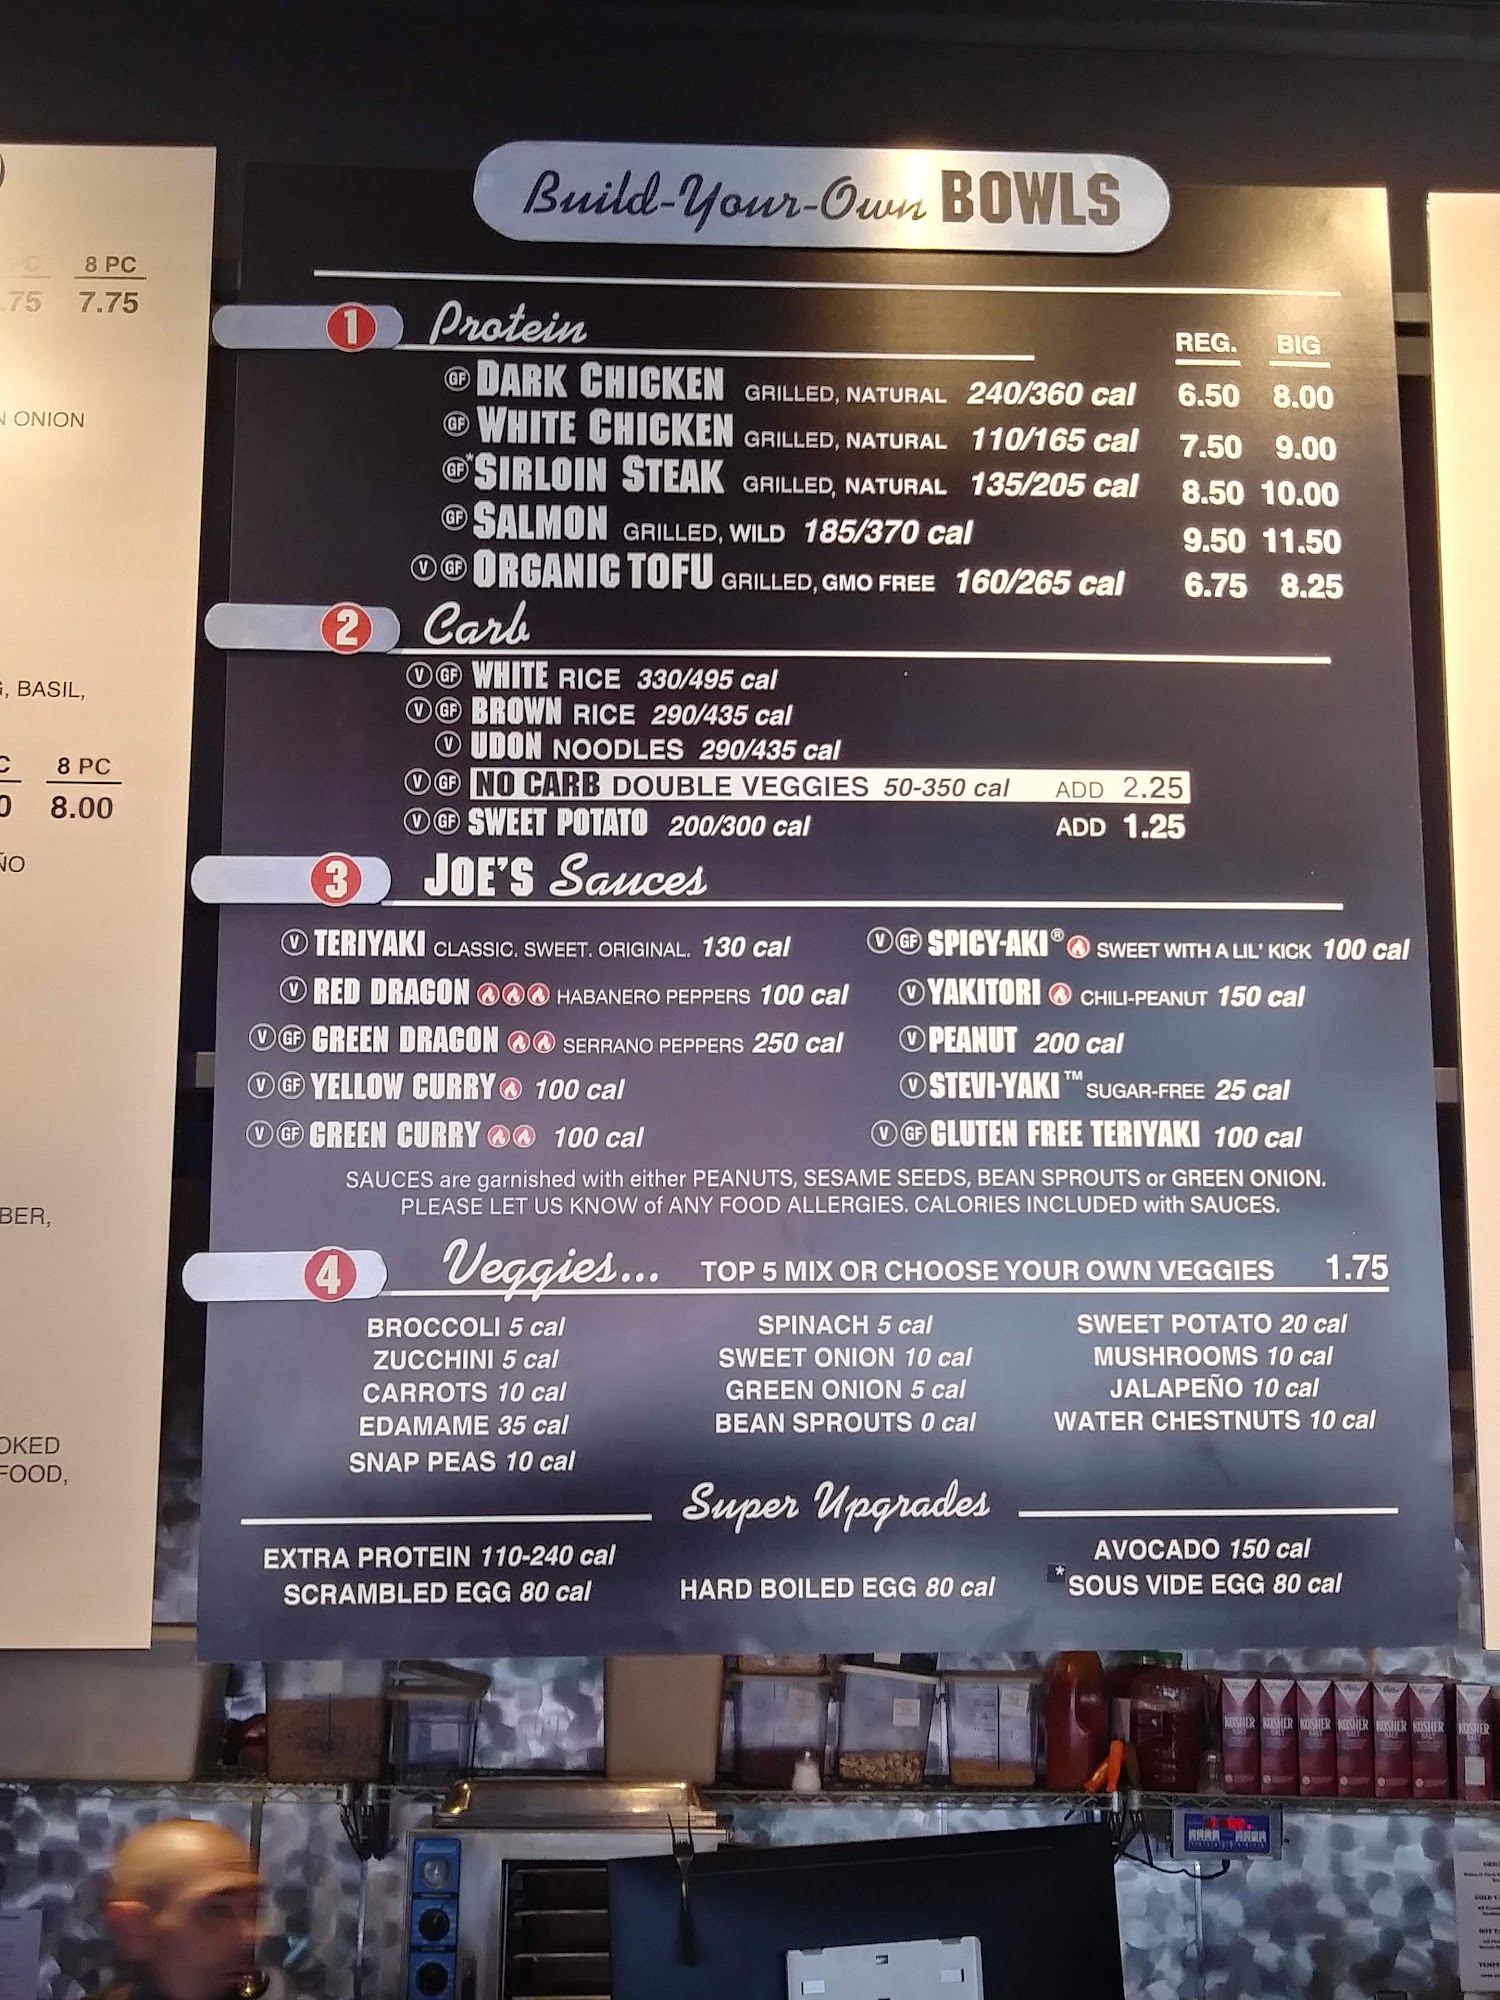 8 PC
.75 7.75
N ONION
, BASIL,
8 PC
0 8.00
ÑO
BER,
OKED
FOOD,
Build-Your-Own BOWLS
1 Protein REG. BIG
GF DARK CHICKEN GRILLED, NATURAL 240/360 cal 6.50 8.00
GF WHITE CHICKEN GRILLED, NATURAL 110/165 cal 7.50 9.00
GF *SIRLOIN STEAK GRILLED, NATURAL 135/205 cal 8.50 10.00
GF SALMON GRILLED, WILD 185/370 cal 9.50 11.50
V GF ORGANIC TOFU GRILLED, GMO FREE 160/265 cal 6.75 8.25
2 Carb
V GF WHITE RICE 330/495 cal
V GF BROWN RICE 290/435 cal
V UDON NOODLES 290/435 cal
V GF NO CARB DOUBLE VEGGIES 50-350 cal ADD 2.25
V GF SWEET POTATO 200/300 cal ADD 1.25
3 JOE'S Sauces
V TERIYAKI CLASSIC. SWEET. ORIGINAL. 130 cal
V RED DRAGON HABANERO PEPPERS 100 cal
V GF GREEN DRAGON SERRANO PEPPERS 250 cal
V GF YELLOW CURRY 100 cal
V GF GREEN CURRY 100 cal
V GF SPICY-AKI® SWEET WITH A LIL' KICK 100 cal
V YAKITORI CHILI-PEANUT 150 cal
V PEANUT 200 cal
V STEVI-YAKI™ SUGAR-FREE 25 cal
V GF GLUTEN FREE TERIYAKI 100 cal
SAUCES are garnished with either PEANUTS, SESAME SEEDS, BEAN SPROUTS or GREEN ONION.
PLEASE LET US KNOW of ANY FOOD ALLERGIES. CALORIES INCLUDED with SAUCES.
4 Veggies... TOP 5 MIX OR CHOOSE YOUR OWN VEGGIES 1.75
BROCCOLI 5 cal
ZUCCHINI 5 cal
CARROTS 10 cal
EDAMAME 35 cal
SNAP PEAS 10 cal
SPINACH 5 cal
SWEET ONION 10 cal
GREEN ONION 5 cal
BEAN SPROUTS 0 cal
SWEET POTATO 20 cal
MUSHROOMS 10 cal
JALAPEÑO 10 cal
WATER CHESTNUTS 10 cal
Super Upgrades
EXTRA PROTEIN 110-240 cal
SCRAMBLED EGG 80 cal
HARD BOILED EGG 80 cal
AVOCADO 150 cal
*SOUS VIDE EGG 80 cal
KOSHER KOSHER KOSHER KOSHER KOSHER KOSHER KOSHER